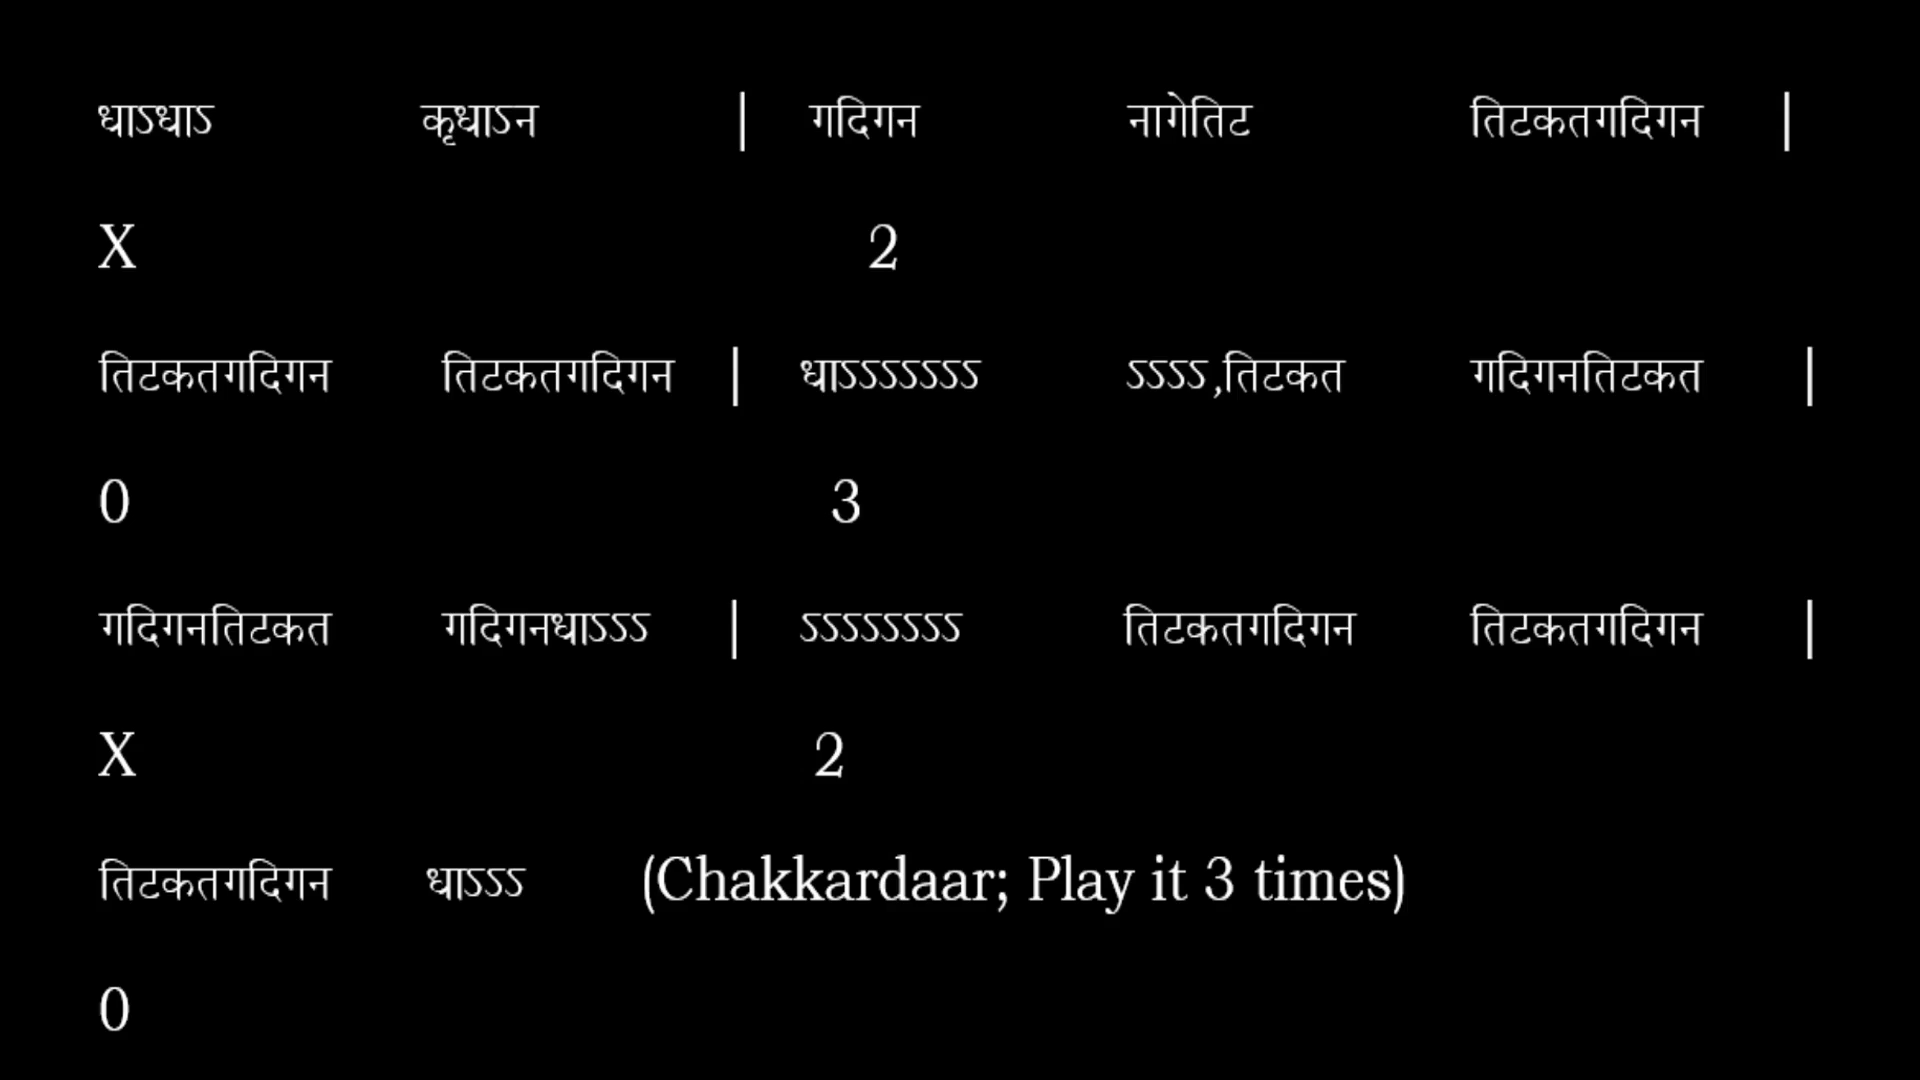 धाऽधाऽ कृधाऽन | गदिगन नागेतिट तिटकतगदिगन |
X 2
तिटकतगदिगन तिटकतगदिगन | धाऽऽऽऽऽऽऽ ऽऽऽऽ,तिटकत गदिगनतिटकत |
0 3
गदिगनतिटकत गदिगनधाऽऽऽ | ऽऽऽऽऽऽऽऽ तिटकतगदिगन तिटकतगदिगन |
X 2
तिटकतगदिगन धाऽऽऽ (Chakkardaar; Play it 3 times)
0